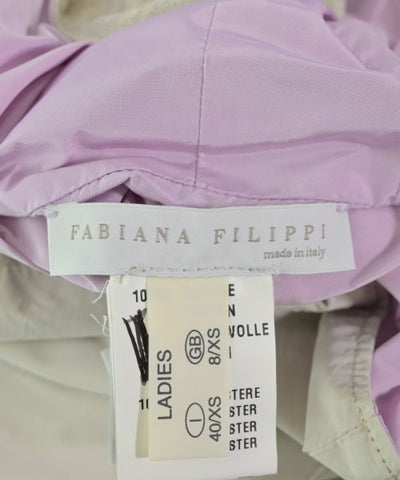 FABIANA FILIPPI
made in italy
10 E
N
WOLLE
I
10 STERE
STER
STER
STER
LADIES
GB 8/XS
I 40/XS